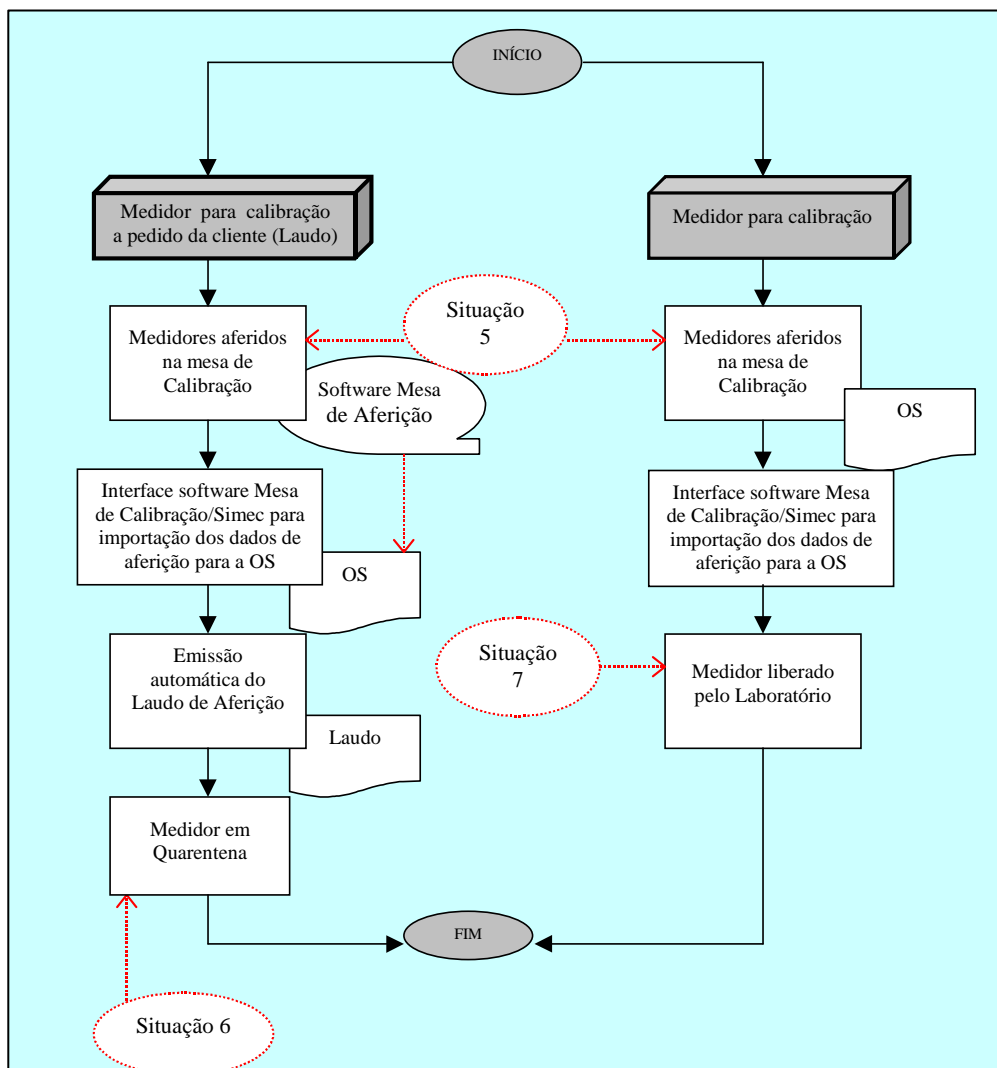 INÍCIO
Medidor para calibração
a pedido da cliente (Laudo)
Medidor para calibração
Situação
5
Medidores aferidos
na mesa de
Calibração
Medidores aferidos
na mesa de
Calibração
Software Mesa
de Aferição
OS
Interface software Mesa
de Calibração/Simec para
importação dos dados de
aferição para a OS
Interface software Mesa
de Calibração/Simec para
importação dos dados de
aferição para a OS
OS
Emissão
automática do
Laudo de Aferição
Situação
7
Medidor liberado
pelo Laboratório
Laudo
Medidor em
Quarentena
FIM
Situação 6